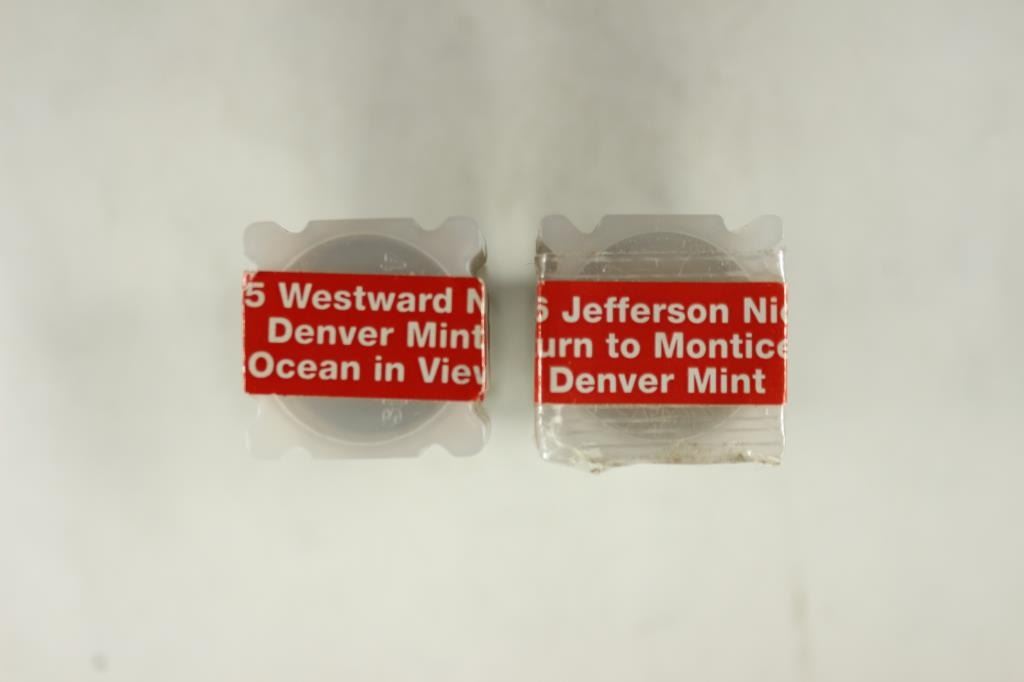 5 Westward N
Denver Mint
Ocean in View
6 Jefferson Nic
urn to Montice
Denver Mint